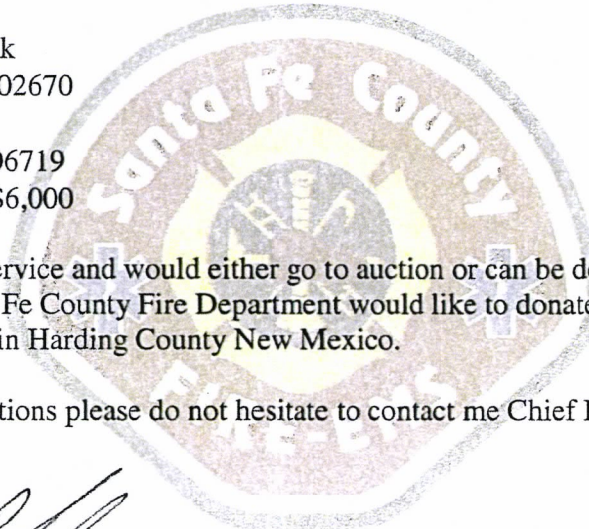 k
02670
06719
$6,000
Santa Fe County
ervice and would either go to auction or can be d
Fe County Fire Department would like to donate
in Harding County New Mexico.
FIRE-EMS
tions please do not hesitate to contact me Chief